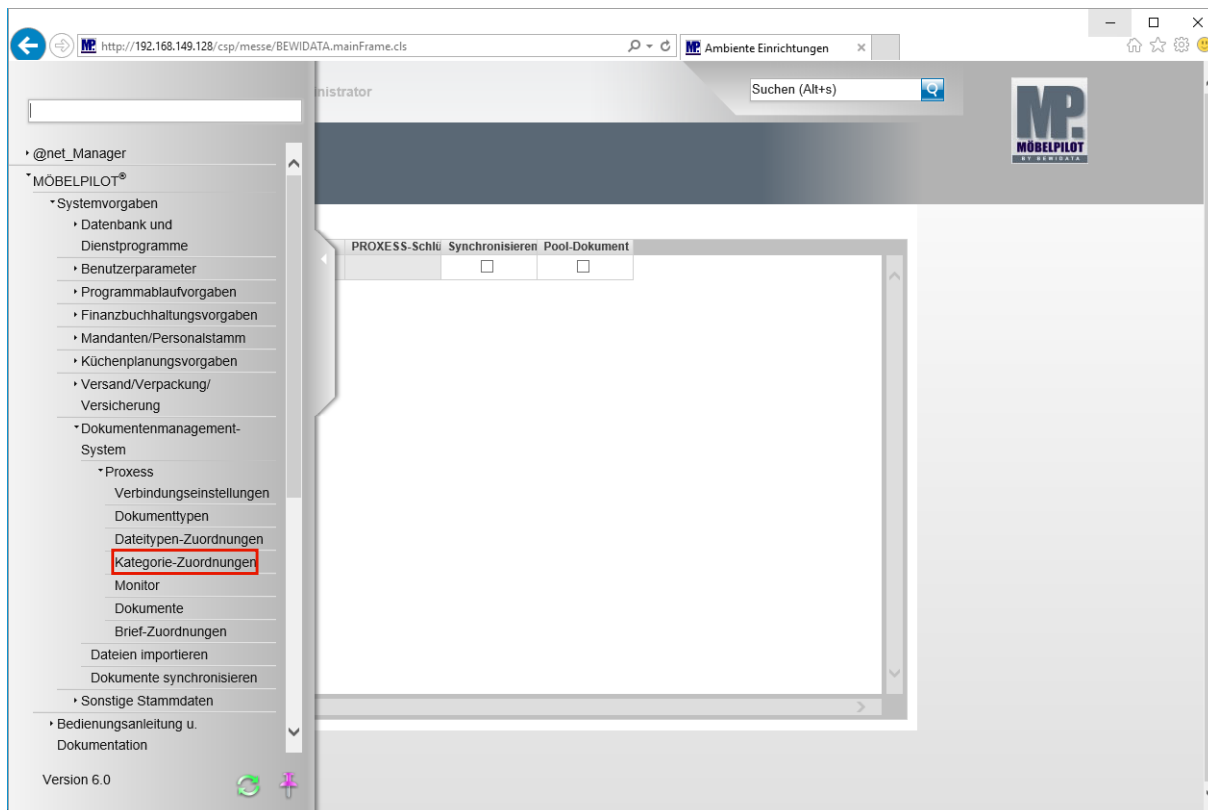 http://192.168.149.128/csp/messe/BEWIDATA.mainFrame.cls
MP. Ambiente Einrichtungen
nistrator
Suchen (Alt+s)
MP.
MÖBELPILOT
BY BEWIDATA
@net_Manager
MÖBELPILOT®
Systemvorgaben
Datenbank und
Dienstprogramme
Benutzerparameter
Programmablaufvorgaben
Finanzbuchhaltungsvorgaben
Mandanten/Personalstamm
Küchenplanungsvorgaben
Versand/Verpackung/
Versicherung
Dokumentenmanagement-
System
Proxess
Verbindungseinstellungen
Dokumenttypen
Dateitypen-Zuordnungen
Kategorie-Zuordnungen
Monitor
Dokumente
Brief-Zuordnungen
Dateien importieren
Dokumente synchronisieren
Sonstige Stammdaten
Bedienungsanleitung u.
Dokumentation
Version 6.0
PROXESS-Schlü Synchronisieren Pool-Dokument